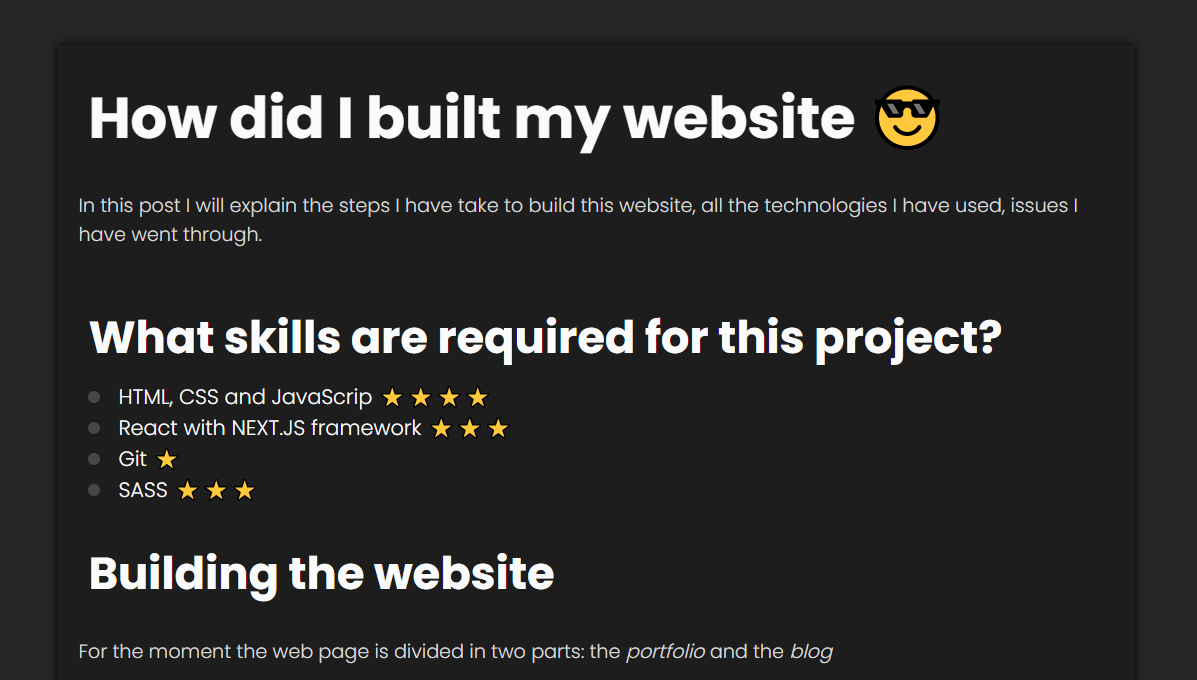 How did I built my website 😎
In this post I will explain the steps I have take to build this website, all the technologies I have used, issues I
have went through.
What skills are required for this project?
HTML, CSS and JavaScrip ⭐ ⭐ ⭐ ⭐
React with NEXT.JS framework ⭐ ⭐ ⭐
Git ⭐
SASS ⭐ ⭐ ⭐
Building the website
For the moment the web page is divided in two parts: the portfolio and the blog